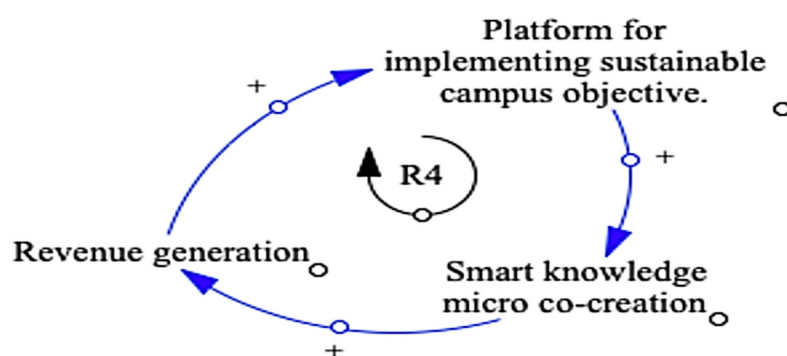 Platform for
implementing sustainable
campus objective.
+
+
R4
Revenue generation
Smart knowledge
micro co-creation
+